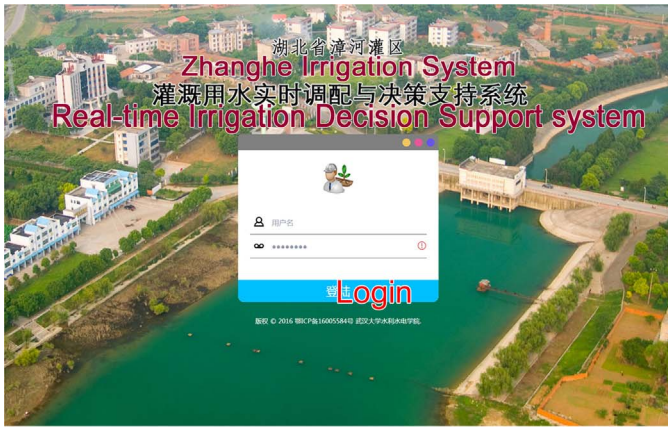 湖北省漳河灌区
Zhanghe Irrigation System
灌溉用水实时调配与决策支持系统
Real-time Irrigation Decision Support system
用户名
••••••••
登陆
Login
版权 © 2016 鄂ICP备16005584号 武汉大学水利水电学院.